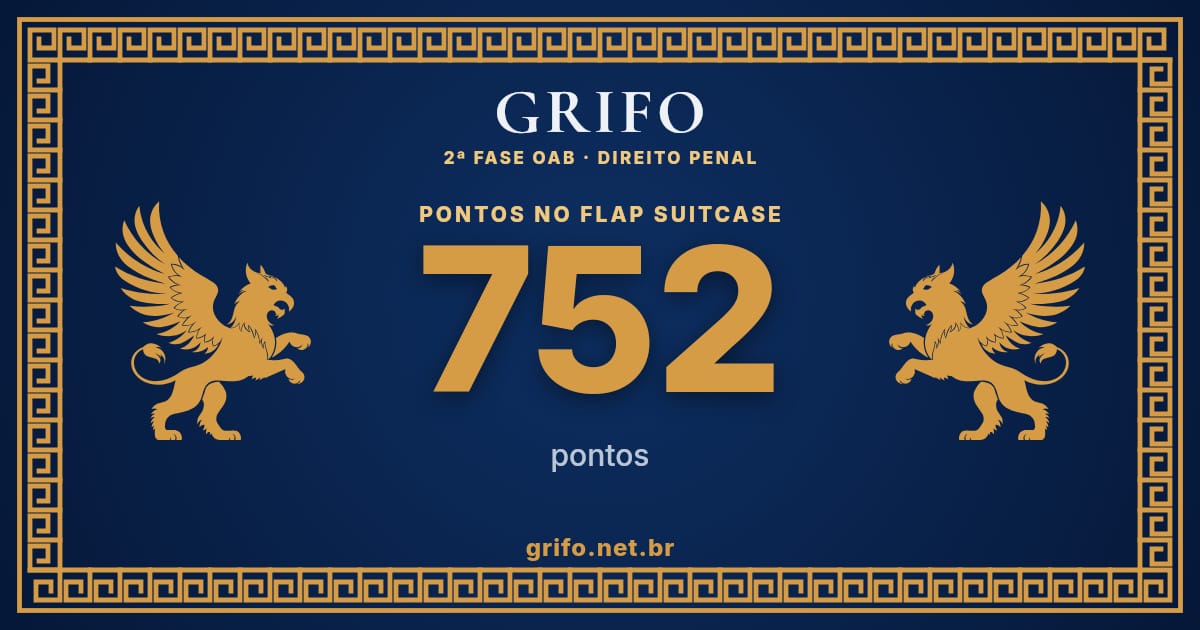 GRIFO
2ª FASE OAB · DIREITO PENAL
PONTOS NO FLAP SUITCASE
752
pontos
grifo.net.br